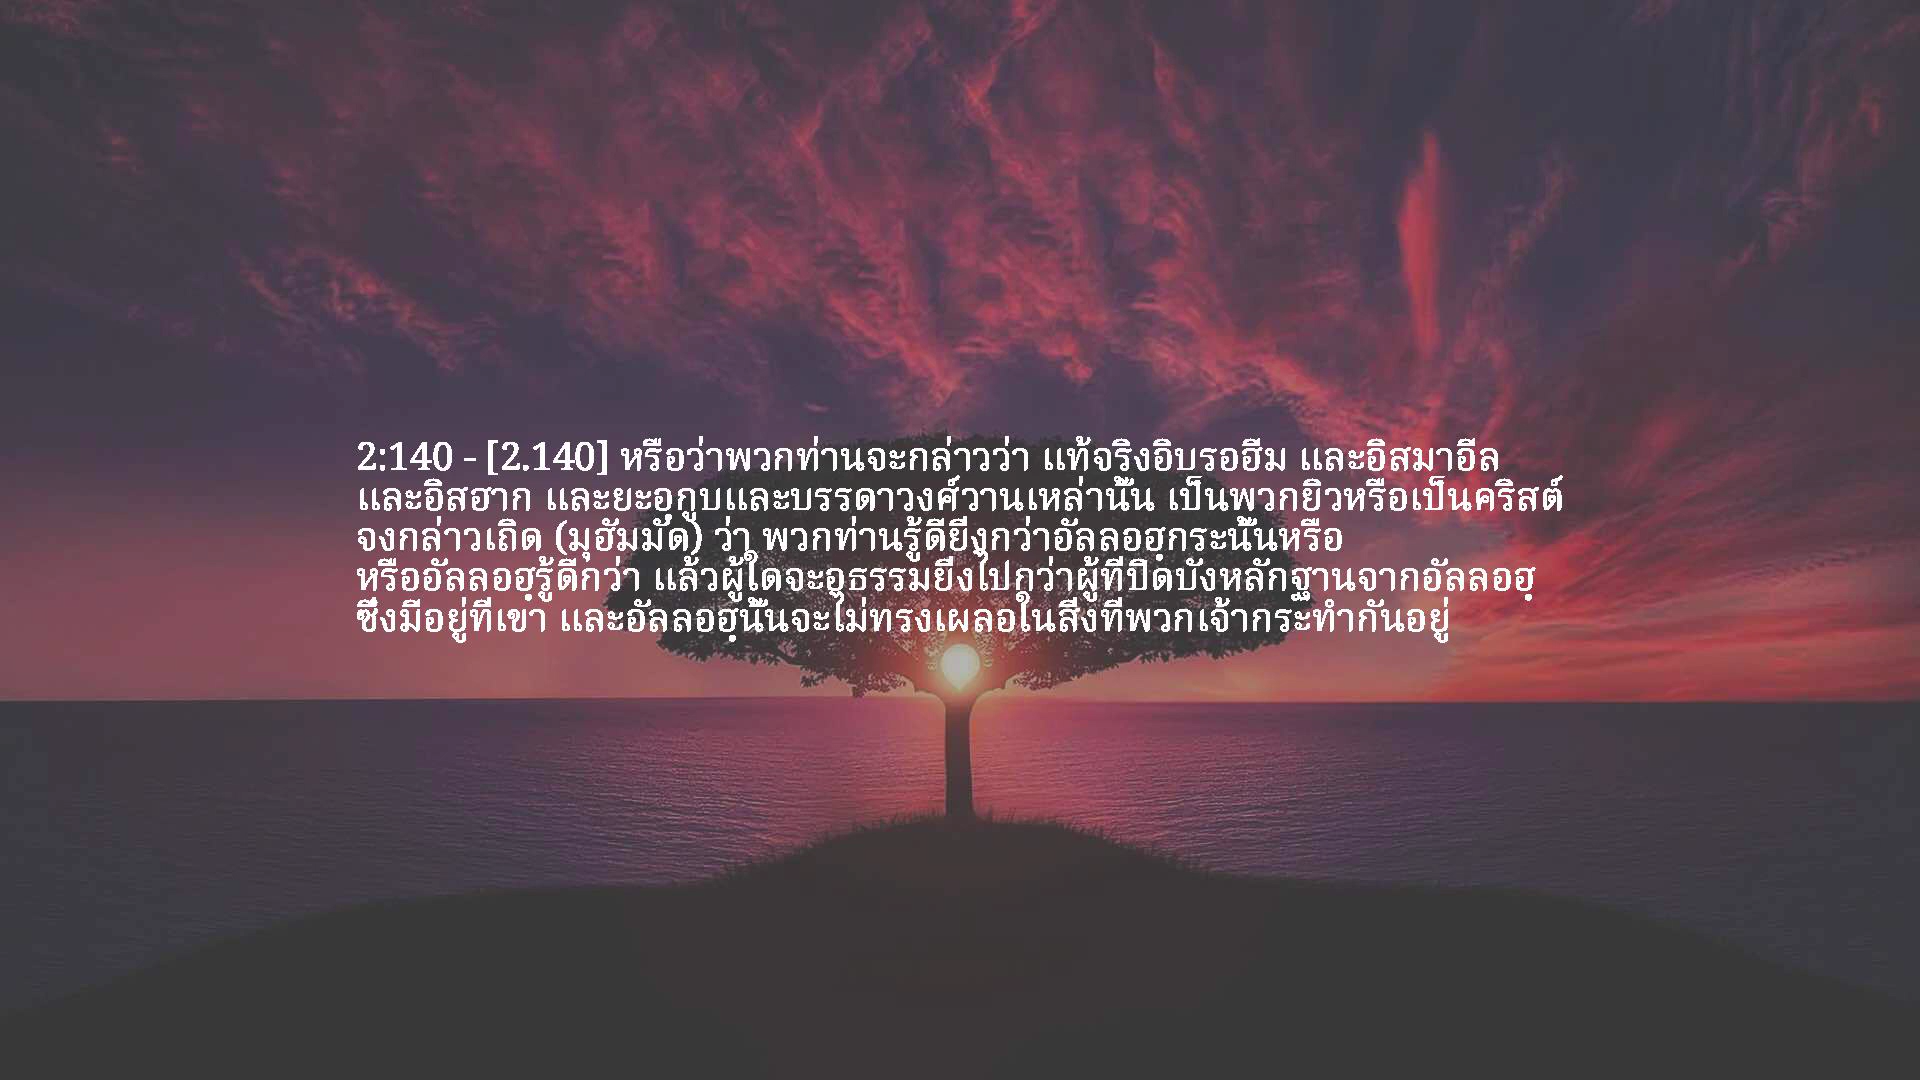 2:140 - [2.140] หรือว่าพวกท่านจะกล่าวว่า แท้จริงอิบรอฮีม และอิสมาอีล
และอิสฮาก และยะอฺกูบและบรรดาวงศ์วานเหล่านั้น เป็นพวกยิวหรือเป็นคริสต์
จงกล่าวเถิด (มุฮัมมัด) ว่า พวกท่านรู้ดียิ่งกว่าอัลลอฮฺกระนั้นหรือ
หรืออัลลอฮฺรู้ดีกว่า แล้วผู้ใดจะอธรรมยิ่งไปกว่าผู้ที่ปิดบังหลักฐานจากอัลลอฮฺ
ซึ่งมีอยู่ที่เขา และอัลลอฮฺนั้นจะไม่ทรงเผลอในสิ่งที่พวกเจ้ากระทำกันอยู่